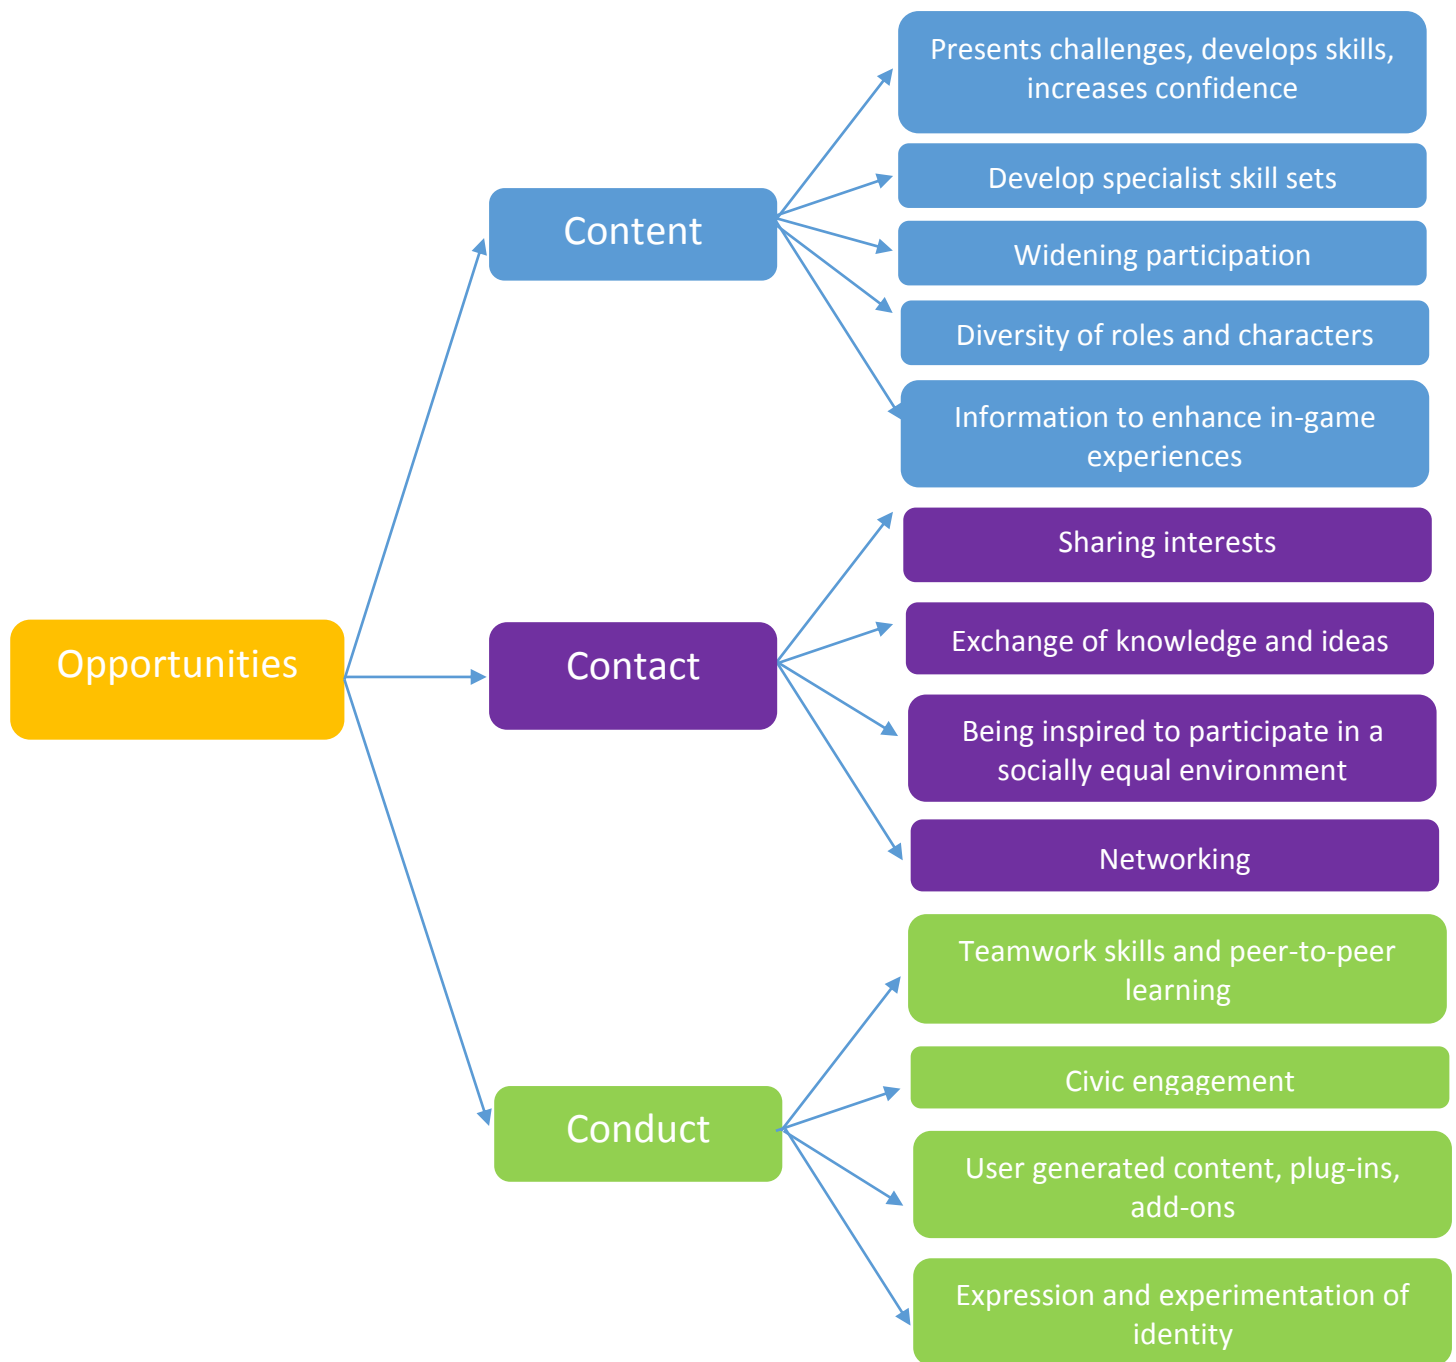 Presents challenges, develops skills,
increases confidence
Develop specialist skill sets
Content
Widening participation
Diversity of roles and characters
Information to enhance in-game
experiences
Sharing interests
Exchange of knowledge and ideas
Opportunities
Contact
Being inspired to participate in a
socially equal environment
Networking
Teamwork skills and peer-to-peer
learning
Civic engagement
Conduct
User generated content, plug-ins,
add-ons
Expression and experimentation of
identity